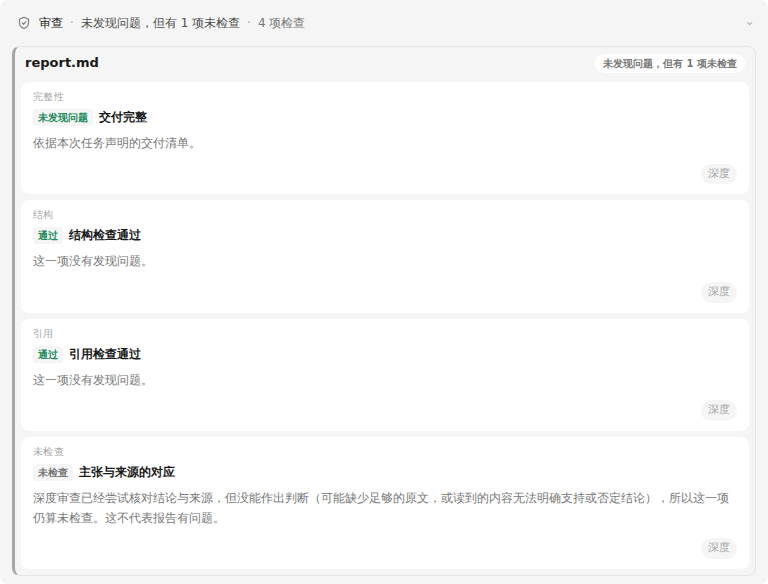 审查 · 未发现问题，但有 1 项未检查 · 4 项检查
report.md
未发现问题，但有 1 项未检查
完整性
未发现问题 交付完整
依据本次任务声明的交付清单。
深度
结构
通过 结构检查通过
这一项没有发现问题。
深度
引用
通过 引用检查通过
这一项没有发现问题。
深度
未检查
未检查 主张与来源的对应
深度审查已经尝试核对结论与来源，但没能作出判断（可能缺少足够的原文，或读到的内容无法明确支持或否定结论），所以这一项
仍算未检查。这不代表报告有问题。
深度